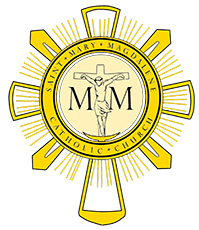 SAINT · MARY · MAGDALENE
M M
CATHOLIC · CHURCH